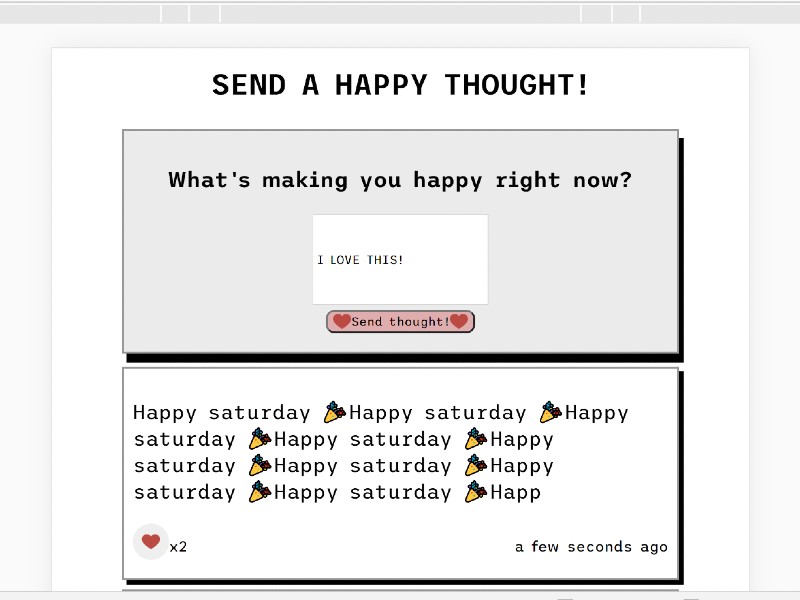 SEND A HAPPY THOUGHT!
What's making you happy right now?
I LOVE THIS!
❤️Send thought!❤️
Happy saturday 🎉Happy saturday 🎉Happy
saturday 🎉Happy saturday 🎉Happy
saturday 🎉Happy saturday 🎉Happy
saturday 🎉Happy saturday 🎉Happ
❤️ x2
a few seconds ago